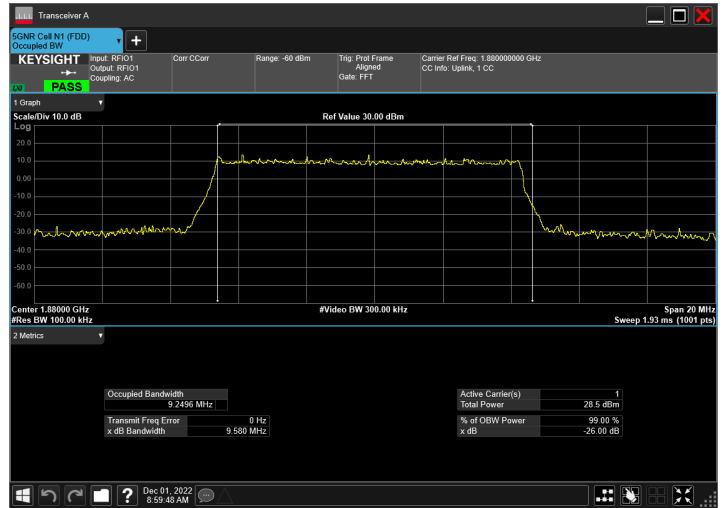 Transceiver A
5GNR Cell N1 (FDD)
Occupied BW
+
KEYSIGHT
LXI
PASS
Input: RFIO1
Output: RFIO1
Coupling: AC
Corr CCorr
Range: -60 dBm
Trig: Prot Frame
Aligned
Gate: FFT
Carrier Ref Freq: 1.880000000 GHz
CC Info: Uplink, 1 CC
1 Graph
Scale/Div 10.0 dB
Ref Value 30.00 dBm
Log
20.0
10.0
0.00
-10.0
-20.0
-30.0
-40.0
-50.0
-60.0
Center 1.88000 GHz
#Video BW 300.00 kHz
Span 20 MHz
#Res BW 100.00 kHz
Sweep 1.93 ms (1001 pts)
2 Metrics
Occupied Bandwidth
9.2496 MHz
Transmit Freq Error 0 Hz
x dB Bandwidth 9.580 MHz
Active Carrier(s) 1
Total Power 28.5 dBm
% of OBW Power 99.00 %
x dB -26.00 dB
?
Dec 01, 2022
8:59:48 AM